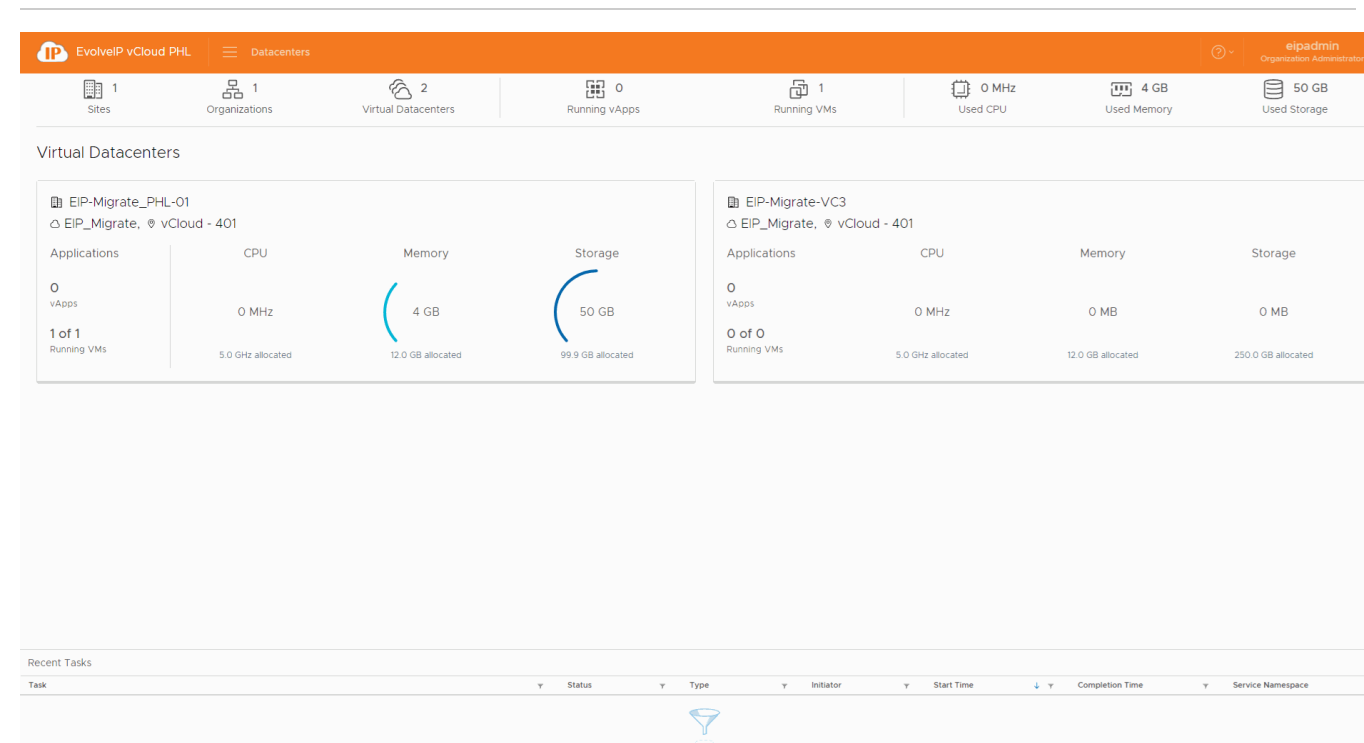 IP EvolveIP vCloud PHL Datacenters eipadmin
Organization Administrator
1 1 2 0 1 0 MHz 4 GB 50 GB
Sites Organizations Virtual Datacenters Running vApps Running VMs Used CPU Used Memory Used Storage
Virtual Datacenters
EIP-Migrate_PHL-01
EIP_Migrate, vCloud - 401
Applications CPU Memory Storage
0
vApps
0 MHz 4 GB 50 GB
1 of 1
Running VMs
5.0 GHz allocated 12.0 GB allocated 99.9 GB allocated
EIP-Migrate-VC3
EIP_Migrate, vCloud - 401
Applications CPU Memory Storage
0
vApps
0 MHz 0 MB 0 MB
0 of 0
Running VMs
5.0 GHz allocated 12.0 GB allocated 250.0 GB allocated
Recent Tasks
Task Status Type Initiator Start Time Completion Time Service Namespace